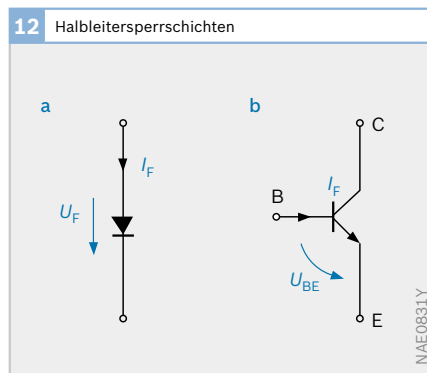 12 Halbleitersperrschichten
a
b
C
I_F
I_F
B
U_F
U_BE
E
NAE0831Y